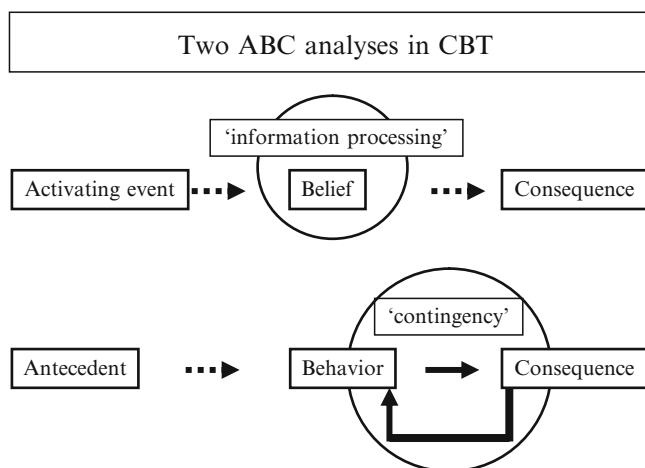 Two ABC analyses in CBT
‘information processing’
Activating event Belief Consequence
‘contingency’
Antecedent Behavior Consequence